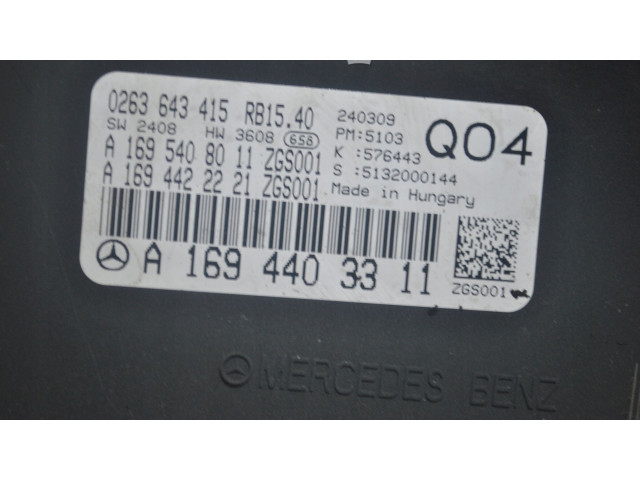 0263 643 415 RB15.40
SW 2408 HW 3608 658
A 169 540 80 11 ZGS001
A 169 442 22 21 ZGS001
240309
PM:5103
K :576443
S :5132000144
Made in Hungary
Q04
A 169 440 33 11
ZGS001
MERCEDES BENZ